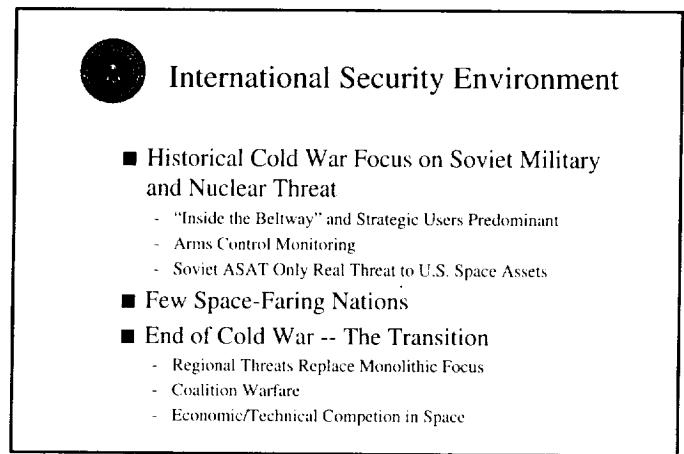 International Security Environment
■ Historical Cold War Focus on Soviet Military
and Nuclear Threat
- "Inside the Beltway" and Strategic Users Predominant
- Arms Control Monitoring
- Soviet ASAT Only Real Threat to U.S. Space Assets
■ Few Space-Faring Nations
■ End of Cold War -- The Transition
- Regional Threats Replace Monolithic Focus
- Coalition Warfare
- Economic/Technical Competion in Space